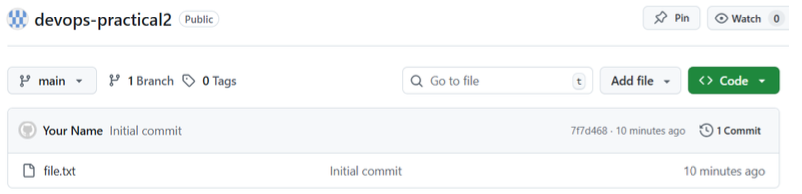 devops-practical2 Public Pin Watch 0
main 1 Branch 0 Tags Go to file t Add file Code
Your Name Initial commit 7f7d468 · 10 minutes ago 1 Commit
file.txt Initial commit 10 minutes ago